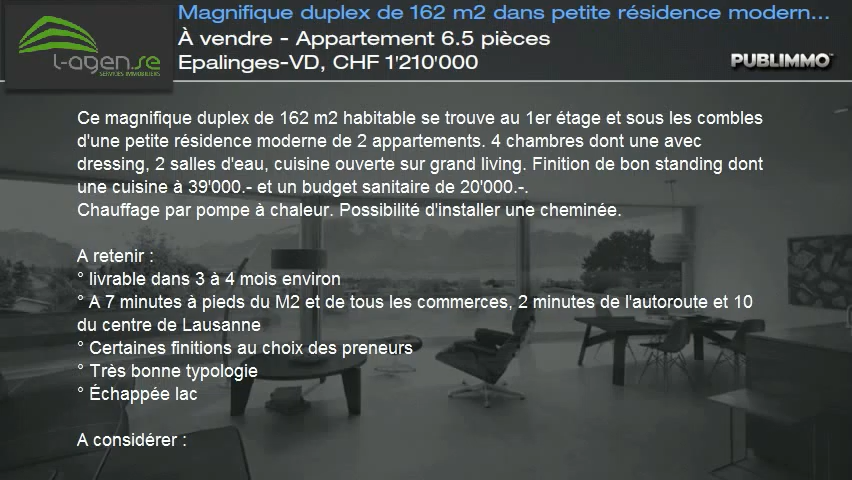 Magnifique duplex de 162 m2 dans petite résidence modern...
À vendre - Appartement 6.5 pièces
Epalinges-VD, CHF 1'210'000
l-agen.se
SERVICES IMMOBILIERS
PUBLIMMO
Ce magnifique duplex de 162 m2 habitable se trouve au 1er étage et sous les combles
d'une petite résidence moderne de 2 appartements. 4 chambres dont une avec
dressing, 2 salles d'eau, cuisine ouverte sur grand living. Finition de bon standing dont
une cuisine à 39'000.- et un budget sanitaire de 20'000.-.
Chauffage par pompe à chaleur. Possibilité d'installer une cheminée.
A retenir :
° livrable dans 3 à 4 mois environ
° A 7 minutes à pieds du M2 et de tous les commerces, 2 minutes de l'autoroute et 10
du centre de Lausanne
° Certaines finitions au choix des preneurs
° Très bonne typologie
° Échappée lac
A considérer :